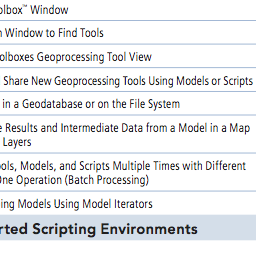 olbox™ Window
Window to Find Tools
olboxes Geoprocessing Tool View
Share New Geoprocessing Tools Using Models or Scripts
in a Geodatabase or on the File System
Results and Intermediate Data from a Model in a Map
Layers
ols, Models, and Scripts Multiple Times with Different
One Operation (Batch Processing)
ing Models Using Model Iterators
rted Scripting Environments